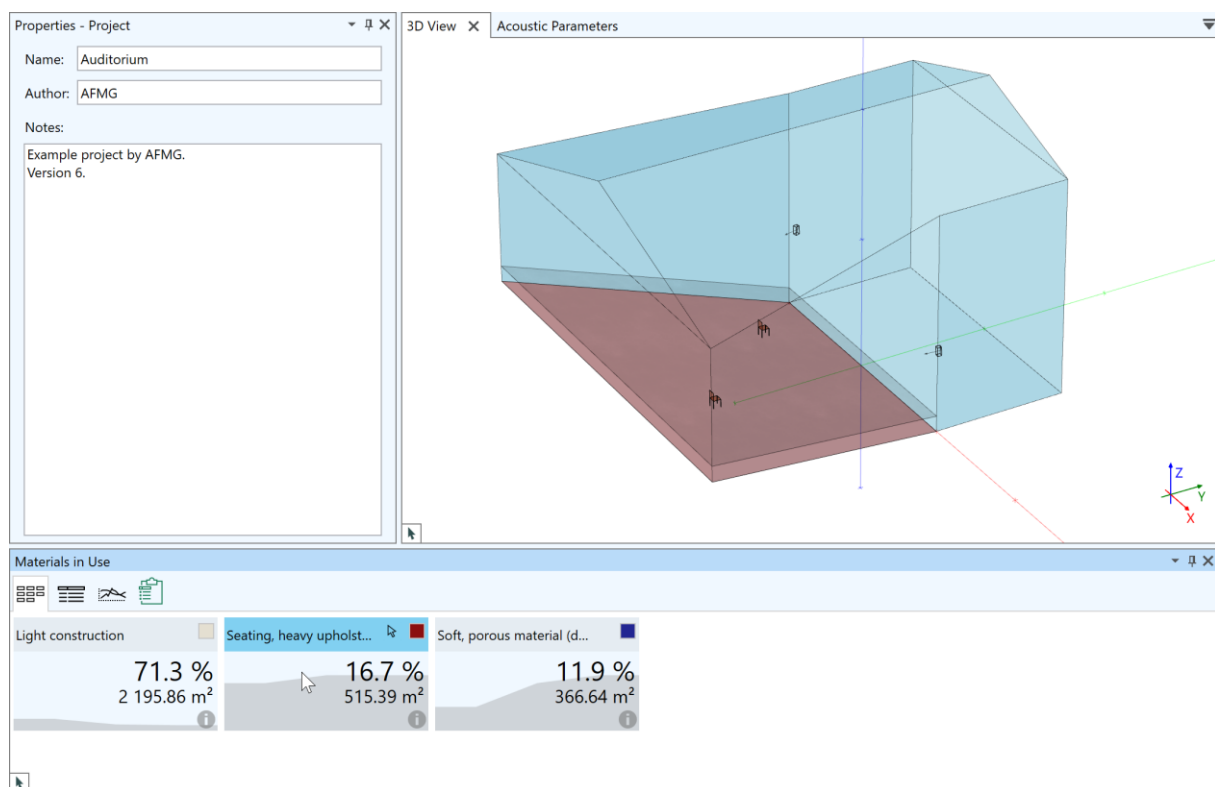 Properties - Project
Name: Auditorium
Author: AFMG
Notes:
Example project by AFMG.
Version 6.
3D View
Acoustic Parameters
Z
Y
X
Materials in Use
Light construction
71.3 %
2 195.86 m²
Seating, heavy upholst...
16.7 %
515.39 m²
Soft, porous material (d...
11.9 %
366.64 m²